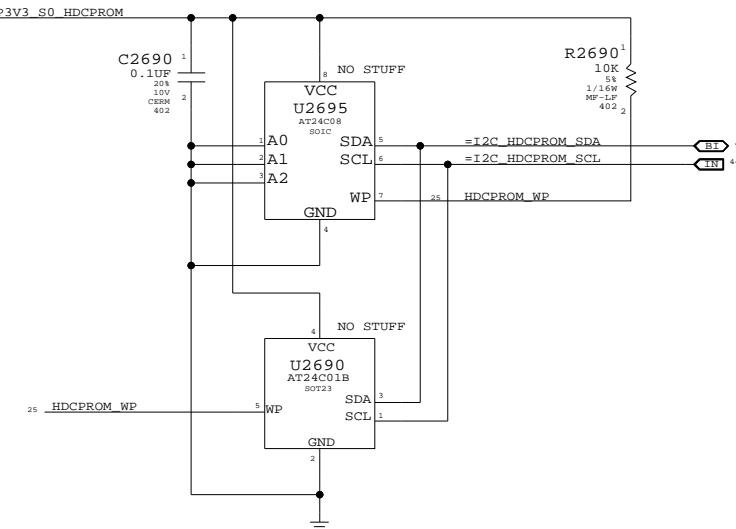 P3V3_S0_HDCPROM
C2690 1
0.1UF
20%
10V
CERM
402
2
NO STUFF
8
VCC
U2695
AT24C08
SOIC
1 A0
2 A1
3 A2
SDA 5
SCL 6
WP 7
GND
4
R2690 1
10K
5%
1/16W
MF-LF
402 2
=I2C_HDCPROM_SDA
BI
=I2C_HDCPROM_SCL
IN
25 HDCPROM_WP
NO STUFF
4
VCC
U2690
AT24C01B
SOT23
SDA 3
SCL 1
25 HDCPROM_WP
5 WP
GND
2